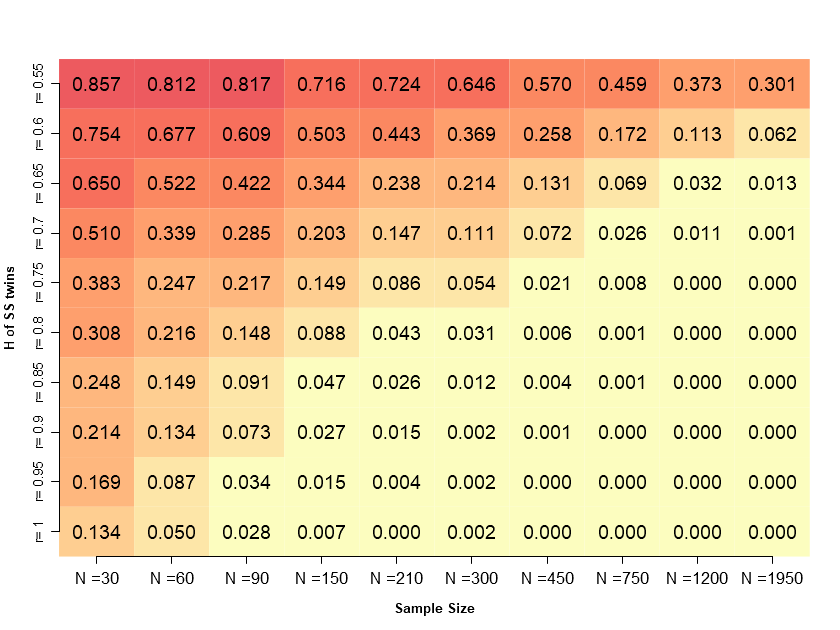 r= 0.55 0.857 0.812 0.817 0.716 0.724 0.646 0.570 0.459 0.373 0.301
r= 0.6 0.754 0.677 0.609 0.503 0.443 0.369 0.258 0.172 0.113 0.062
r= 0.65 0.650 0.522 0.422 0.344 0.238 0.214 0.131 0.069 0.032 0.013
r= 0.7 0.510 0.339 0.285 0.203 0.147 0.111 0.072 0.026 0.011 0.001
r= 0.75 0.383 0.247 0.217 0.149 0.086 0.054 0.021 0.008 0.000 0.000
r= 0.8 0.308 0.216 0.148 0.088 0.043 0.031 0.006 0.001 0.000 0.000
r= 0.85 0.248 0.149 0.091 0.047 0.026 0.012 0.004 0.001 0.000 0.000
r= 0.9 0.214 0.134 0.073 0.027 0.015 0.002 0.001 0.000 0.000 0.000
r= 0.95 0.169 0.087 0.034 0.015 0.004 0.002 0.000 0.000 0.000 0.000
r= 1 0.134 0.050 0.028 0.007 0.000 0.002 0.000 0.000 0.000 0.000
H of SS twins
N =30 N =60 N =90 N =150 N =210 N =300 N =450 N =750 N =1200 N =1950
Sample Size